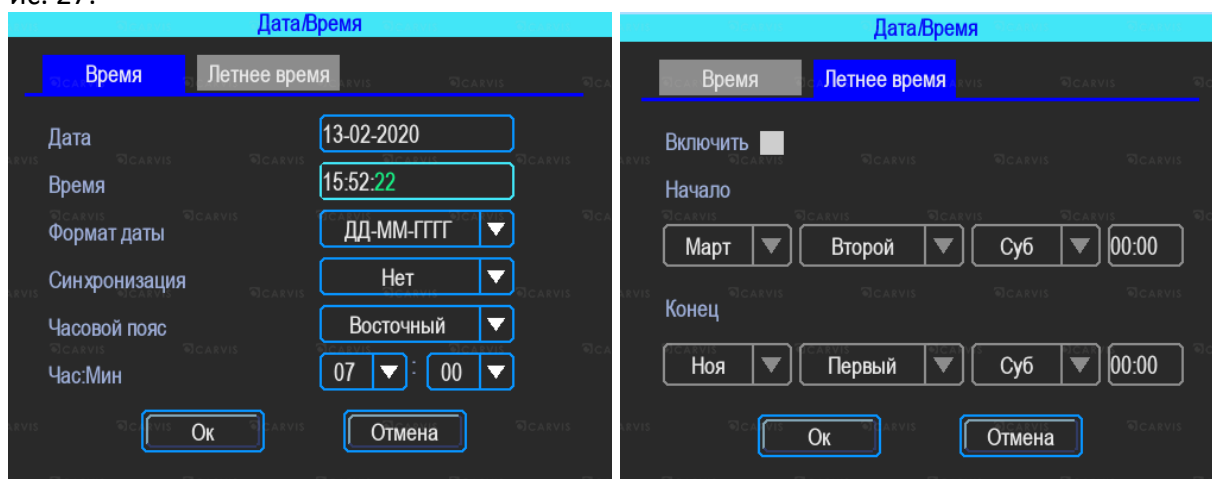 ис. 27.
Дата/Время
Время Летнее время
Дата 13-02-2020
Время 15:52:22
Формат даты ДД-ММ-ГГГГ
Синхронизация Нет
Часовой пояс Восточный
Час:Мин 07 : 00
Ок Отмена
Дата/Время
Время Летнее время
Включить
Начало
Март Второй Суб 00:00
Конец
Ноя Первый Суб 00:00
Ок Отмена
CARVIS